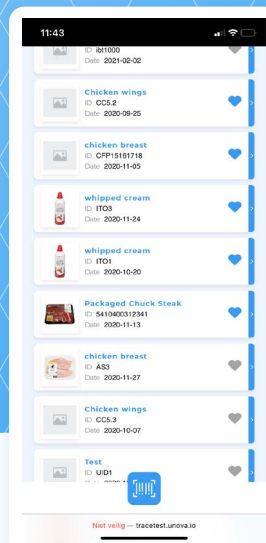 11:43
ID ibt1000
Date 2021-02-02
Chicken wings
ID CC5.2
Date 2020-09-25
chicken breast
ID CFP15161718
Date 2020-11-05
whipped cream
ID ITO3
Date 2020-11-24
whipped cream
ID ITO1
Date 2020-10-20
Packaged Chuck Steak
ID 5410400312341
Date 2020-11-13
chicken breast
ID AS3
Date 2020-11-27
Chicken wings
ID CC5.3
Date 2020-10-07
Test
ID UID1
Niet veilig — tracetest.unova.io